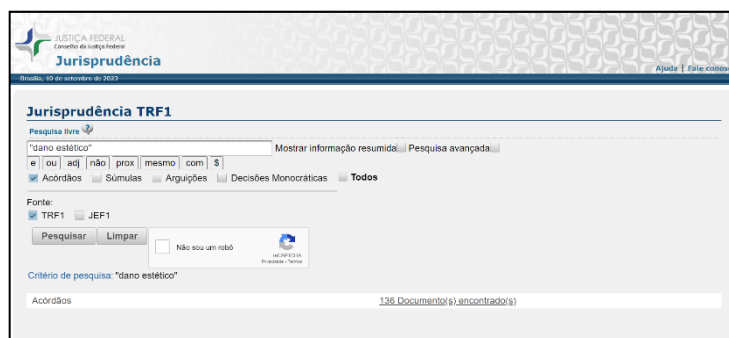 JUSTIÇA FEDERAL
Conselho da Justiça Federal
Jurisprudência
Ajuda | Fale conos
Brasília, 10 de setembro de 2023
Jurisprudência TRF1
Pesquisa livre
"dano estético" Mostrar informação resumida Pesquisa avançada
e ou adj não prox mesmo com $
Acórdãos Súmulas Arguições Decisões Monocráticas Todos
Fonte:
TRF1 JEF1
Pesquisar Limpar Não sou um robô
reCAPTCHA
Privacidade - Termos
Critério de pesquisa: "dano estético"
Acórdãos 136 Documento(s) encontrado(s)